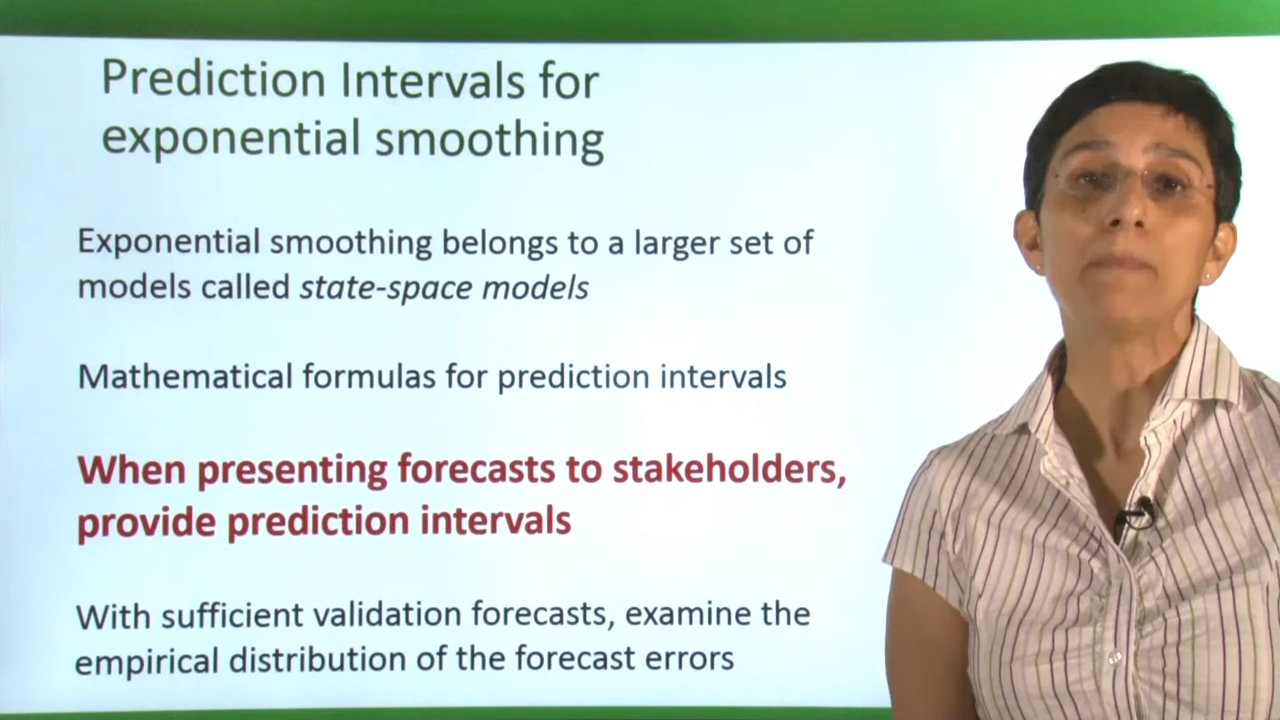 Prediction Intervals for
exponential smoothing
Exponential smoothing belongs to a larger set of
models called state-space models
Mathematical formulas for prediction intervals
When presenting forecasts to stakeholders,
provide prediction intervals
With sufficient validation forecasts, examine the
empirical distribution of the forecast errors